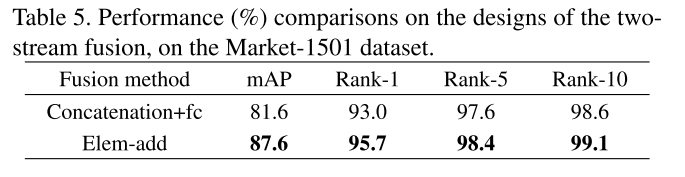 Table 5. Performance (%) comparisons on the designs of the two-
stream fusion, on the Market-1501 dataset.
Fusion method mAP Rank-1 Rank-5 Rank-10
Concatenation+fc 81.6 93.0 97.6 98.6
Elem-add 87.6 95.7 98.4 99.1